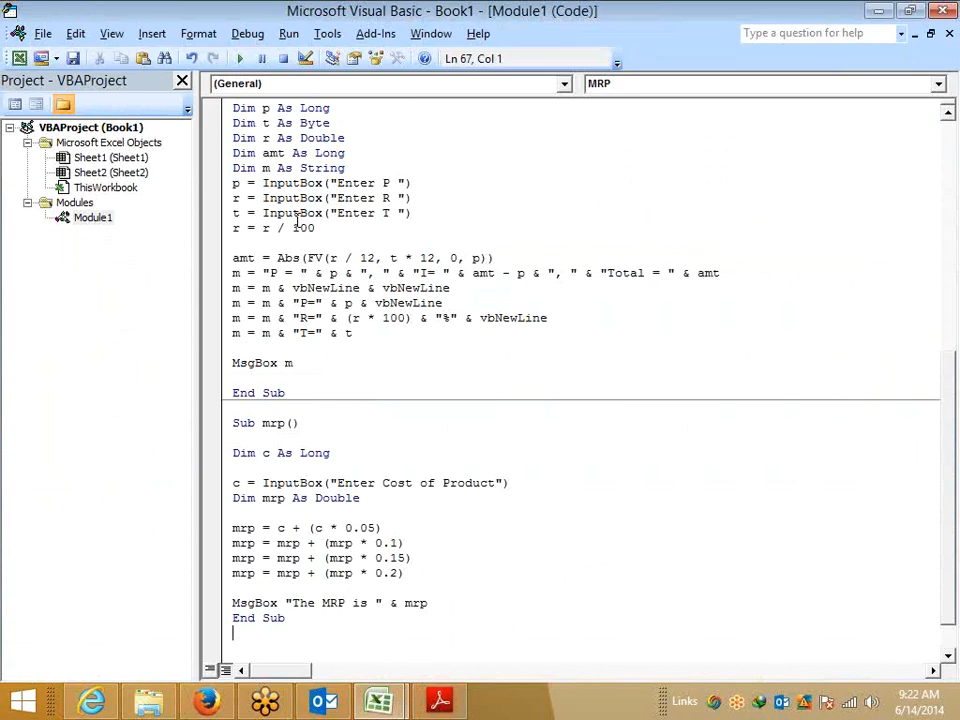 Microsoft Visual Basic - Book1 - [Module1 (Code)]
File Edit View Insert Format Debug Run Tools Add-Ins Window Help
Type a question for help
Ln 67, Col 1
Project - VBAProject
(General)
MRP
VBAProject (Book1)
Microsoft Excel Objects
Sheet1 (Sheet1)
Sheet2 (Sheet2)
ThisWorkbook
Modules
Module1
Dim p As Long
Dim t As Byte
Dim r As Double
Dim amt As Long
Dim m As String
p = InputBox("Enter P ")
r = InputBox("Enter R ")
t = InputBox("Enter T ")
r = r / 100
amt = Abs(FV(r / 12, t * 12, 0, p))
m = "P = " & p & ", " & "I= " & amt - p & ", " & "Total = " & amt
m = m & vbNewLine & vbNewLine
m = m & "P=" & p & vbNewLine
m = m & "R=" & (r * 100) & "%" & vbNewLine
m = m & "T=" & t
MsgBox m
End Sub
Sub mrp()
Dim c As Long
c = InputBox("Enter Cost of Product")
Dim mrp As Double
mrp = c + (c * 0.05)
mrp = mrp + (mrp * 0.1)
mrp = mrp + (mrp * 0.15)
mrp = mrp + (mrp * 0.2)
MsgBox "The MRP is " & mrp
End Sub
Links
9:22 AM
6/14/2014